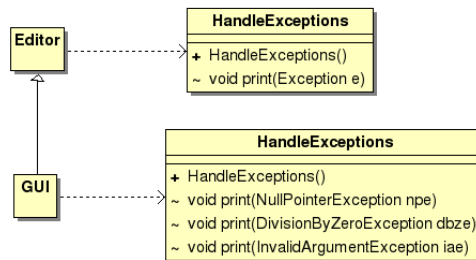 HandleExceptions
Editor
+ HandleExceptions()
~ void print(Exception e)
HandleExceptions
GUI
+ HandleExceptions()
~ void print(NullPointerException npe)
~ void print(DivisionByZeroException dbze)
~ void print(InvalidArgumentException iae)